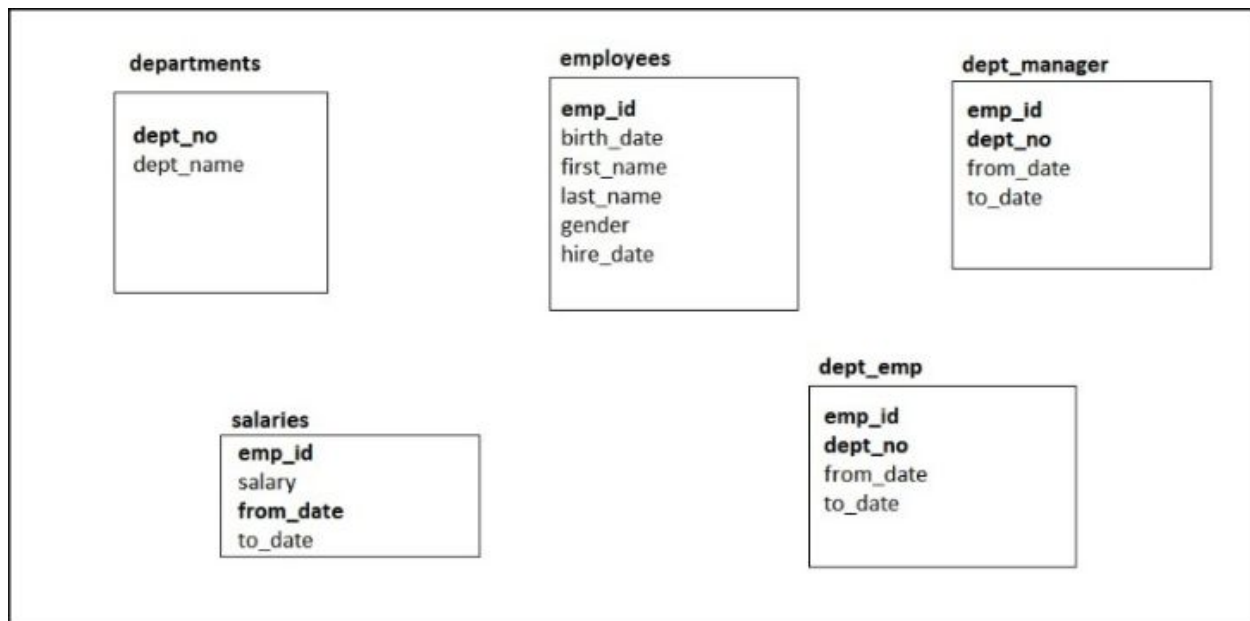 departments
dept_no
dept_name
employees
emp_id
birth_date
first_name
last_name
gender
hire_date
dept_manager
emp_id
dept_no
from_date
to_date
salaries
emp_id
salary
from_date
to_date
dept_emp
emp_id
dept_no
from_date
to_date